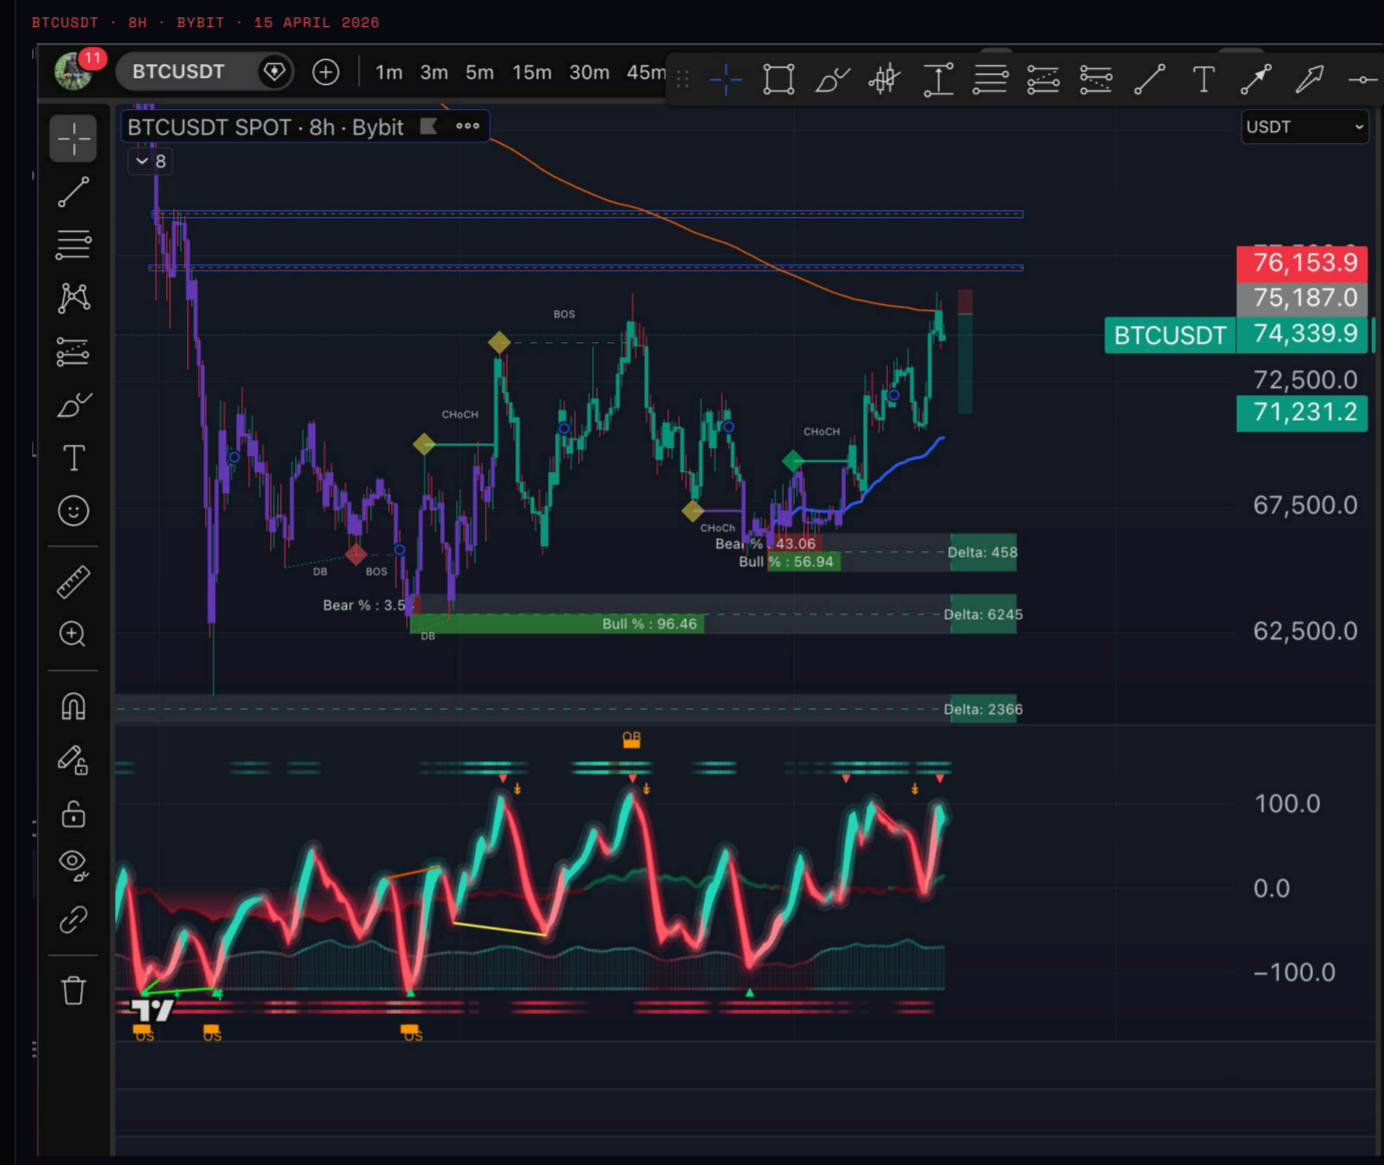 BTCUSDT · 8H · BYBIT · 15 APRIL 2026
11
BTCUSDT
1m 3m 5m 15m 30m 45m
BTCUSDT SPOT · 8h · Bybit
USDT
8
76,153.9
75,187.0
BTCUSDT 74,339.9
72,500.0
71,231.2
67,500.0
62,500.0
BOS
CHoCH
CHoCH
CHoCh
Bear % : 43.06
Bull % : 56.94
Delta: 458
DB
BOS
Bear % : 3.5
Bull % : 96.46
Delta: 6245
DB
Delta: 2366
OB
100.0
0.0
−100.0
OS
OS
OS